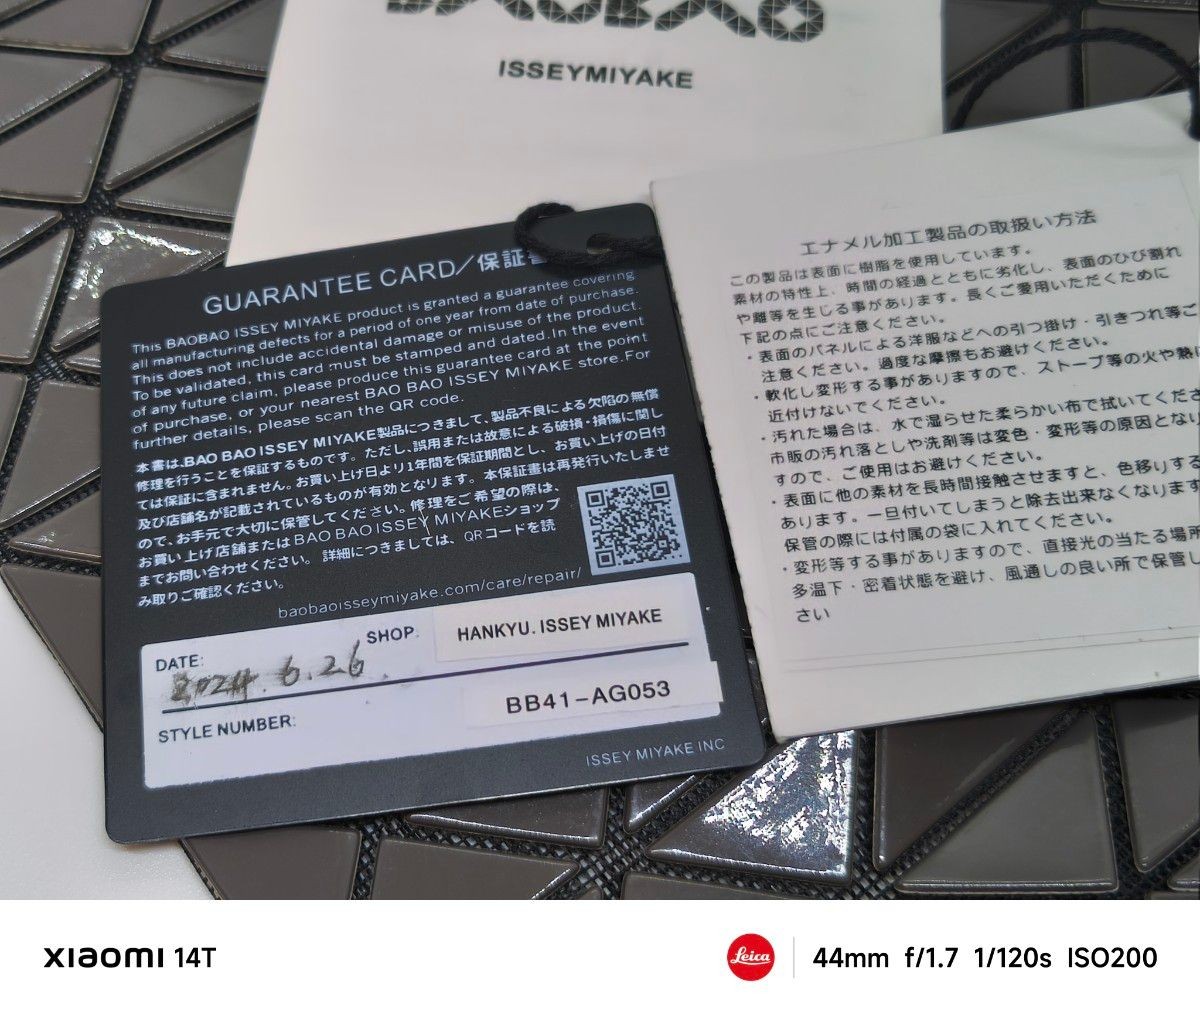 BAOBAO
ISSEYMIYAKE
GUARANTEE CARD/保証書
This BAOBAO ISSEY MIYAKE product is granted a guarantee covering
all manufacturing defects for a period of one year from date of purchase.
This does not include accidental damage or misuse of the product.
To be validated, this card must be stamped and dated.In the event
of any future claim, please produce this guarantee card at the point
of purchase, or your nearest BAO BAO ISSEY MIYAKE store.For
further details, please scan the QR code.
本書は、BAO BAO ISSEY MIYAKE製品につきまして、製品不良による欠陥の無償
修理を行うことを保証するものです。ただし、誤用または故意による破損・損傷に関し
ては保証に含まれません。お買い上げ日より1年間を保証期間とし、お買い上げの日付
及び店舗名が記載されているものが有効となります。本保証書は再発行いたしませ
ので、お手元で大切に保管してください。修理をご希望の際は、
お買い上げ店舗またはBAO BAO ISSEY MIYAKEショップ
までお問い合わせください。詳細につきましては、QRコードを読
み取りご確認ください。
baobaoisseymiyake.com/care/repair/
DATE:
2024.6.26.
SHOP:
HANKYU. ISSEY MIYAKE
STYLE NUMBER:
BB41-AG053
ISSEY MIYAKE INC
エナメル加工製品の取扱い方法
この製品は表面に樹脂を使用しています。
素材の特性上、時間の経過とともに劣化し、表面のひび割れ
や離等を生じる事があります。長くご愛用いただくために
下記の点にご注意ください。
・表面のパネルによる洋服などへの引つ掛け・引きつれ等ご
注意ください。過度な摩擦もお避けください。
・軟化し変形する事がありますので、ストーブ等の火や熱
近付けないでください。
・汚れた場合は、水で湿らせた柔らかい布で拭いてくださ
市販の汚れ落としや洗剤等は変色・変形等の原因とな
すので、ご使用はお避けください。
・表面に他の素材を長時間接触させますと、色移りする
あります。一旦付いてしまうと除去出来なくなります
保管の際には付属の袋に入れてください。
・変形等する事がありますので、直接光の当たる場所
多温下・密着状態を避け、風通しの良い所で保管し
さい
xiaomi 14T
Leica
44mm f/1.7 1/120s ISO200